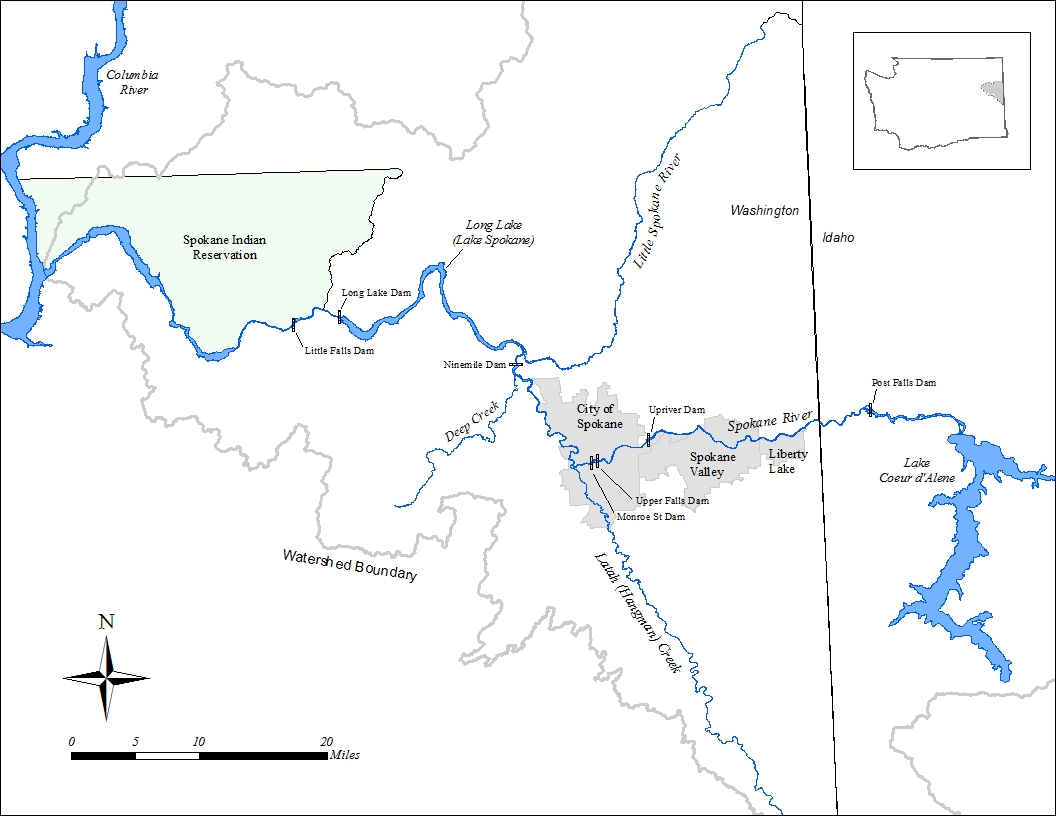 Columbia
River
Washington
Idaho
Little Spokane River
Long Lake
(Lake Spokane)
Spokane Indian
Reservation
Long Lake Dam
Little Falls Dam
Ninemile Dam
Post Falls Dam
Deep Creek
City of
Spokane
Upriver Dam
Spokane River
Spokane
Valley
Liberty
Lake
Lake
Coeur d'Alene
Upper Falls Dam
Monroe St Dam
Watershed Boundary
Latah (Hangman) Creek
N
0 5 10 20
Miles